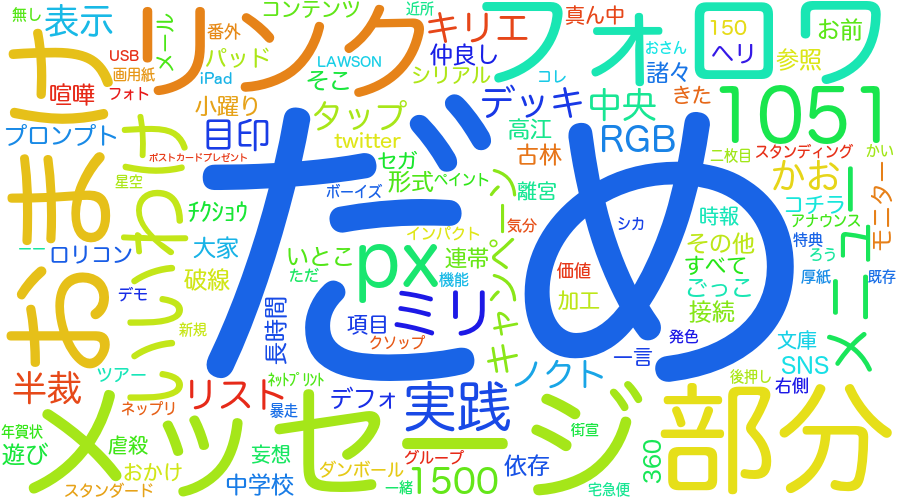 無し
近所
コンテンツ
メール
番外
表示
リンク
キリエ
真ん中
フォロワー
150
お前
おまけ
喧嘩
USB
画用紙
フォト
パッド
iPad
LAWSON
そこ
仲良し
シリアル
おさん
コレ
ヘリ
諸々
参照
小躍り
タップ
デッキ
中央
きた
1051
プロンプト
目印
twitter
高江
RGB
いいわけ
ポストカードプレゼント
星空
セガ
古林
二枚目
スタンディング
かい
だめ
形式
ペイント
ボーイズ
離宮
かお
コチラ
モニター
チクショウ
シカ
時報
アナウンス
ニニ
ロリコン
大家
いとこ
ただ
px
インパクト
連帯
気分
その他
特典
メニュー
破線
機能
価値
すべて
ろう
デモ
長時間
ミリ
キャンペーン
加工
ごっこ
厚紙
既存
新規
項目
クソップ
接続
発色
文庫
ツアー
ネットプリント
ノクト
一言
SNS
半裁
リスト
デフォ
実践
後押し
右側
ネップリ
暴走
メッセージ
部分
年賀状
遊び
虐殺
妄想
街宣
おかけ
ダンボール
グループ
依存
360
スタンダード
中学校
一緒
1500
宅急便